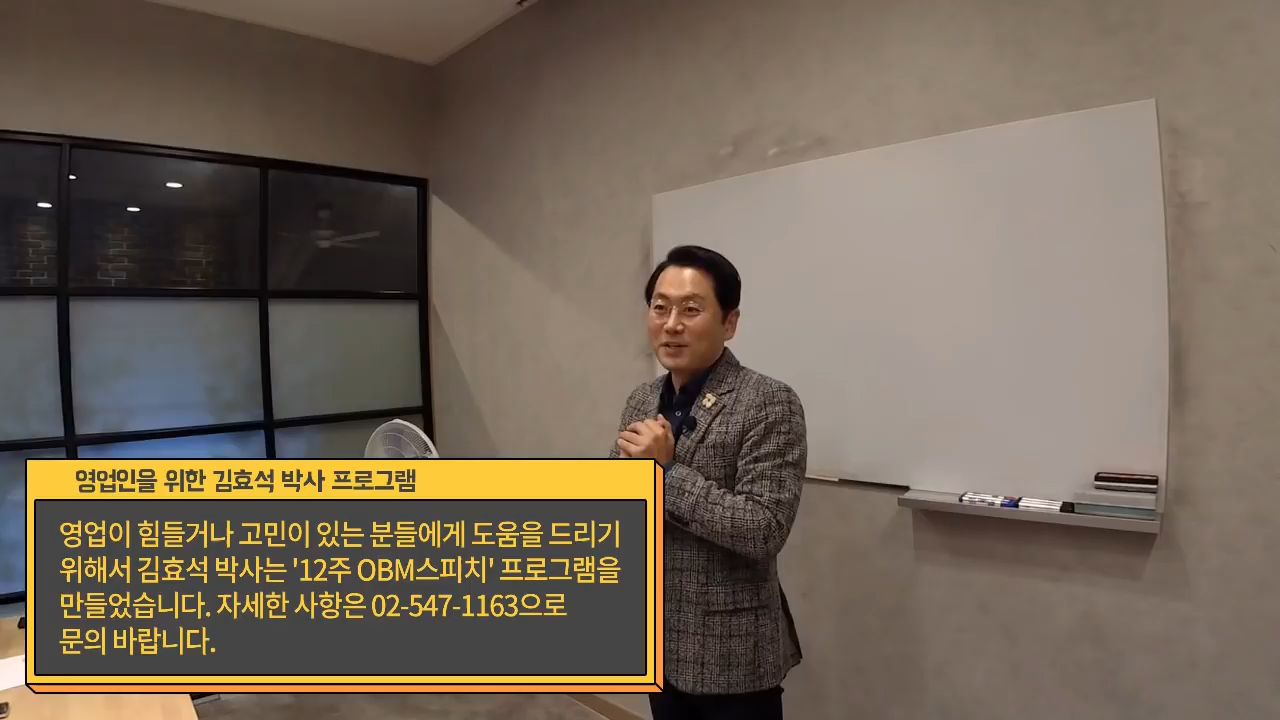 영업인을 위한 김효석 박사 프로그램
영업이 힘들거나 고민이 있는 분들에게 도움을 드리기
위해서 김효석 박사는 '12주 OBM스피치' 프로그램을
만들었습니다. 자세한 사항은 02-547-1163으로
문의 바랍니다.